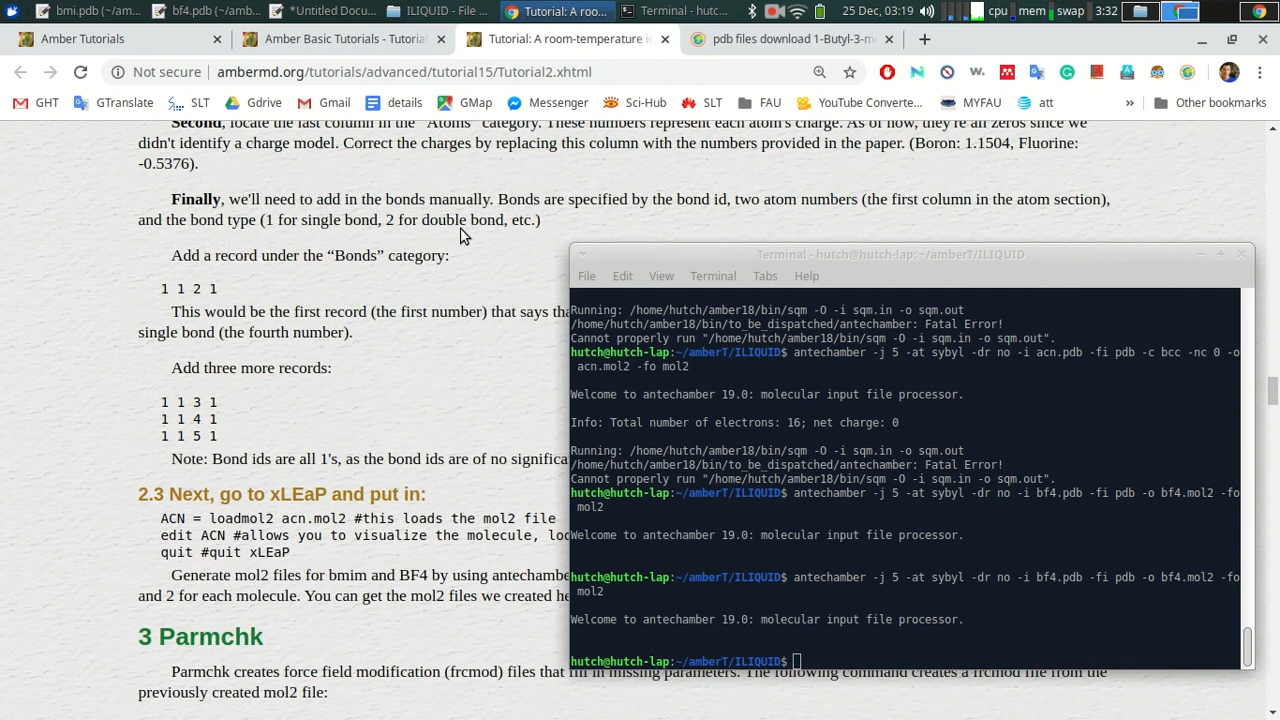 bmi.pdb (~/am...
bf4.pdb (~/am...
*Untitled Docu...
ILIQUID - File ...
Tutorial: A roo...
Terminal - hutc...
25 Dec, 03:19
cpu
mem
swap
3:32
Amber Tutorials
Amber Basic Tutorials - Tutorial
Tutorial: A room-temperature i
pdb files download 1-Butyl-3-m
Not secure
ambermd.org/tutorials/advanced/tutorial15/Tutorial2.xhtml
GHT
GTranslate
SLT
Gdrive
Gmail
details
GMap
Messenger
Sci-Hub
SLT
FAU
YouTube Converte...
MYFAU
att
»
Other bookmarks
Second, locate the last column in the "Atoms" category. These numbers represent each atom's charge. As of now, they're all zeros since we
didn't identify a charge model. Correct the charges by replacing this column with the numbers provided in the paper. (Boron: 1.1504, Fluorine:
-0.5376).
Finally, we'll need to add in the bonds manually. Bonds are specified by the bond id, two atom numbers (the first column in the atom section),
and the bond type (1 for single bond, 2 for double bond, etc.)
Add a record under the “Bonds” category:
1 1 2 1
This would be the first record (the first number) that says tha
single bond (the fourth number).
Add three more records:
1 1 3 1
1 1 4 1
1 1 5 1
Note: Bond ids are all 1's, as the bond ids are of no significa
2.3 Next, go to xLEaP and put in:
ACN = loadmol2 acn.mol2 #this loads the mol2 file
edit ACN #allows you to visualize the molecule, loo
quit #quit xLEaP
Generate mol2 files for bmim and BF4 by using antechambe
and 2 for each molecule. You can get the mol2 files we created he
3 Parmchk
Parmchk creates force field modification (frcmod) files that fill in missing parameters. The following command creates a frcmod file from the
previously created mol2 file:
Terminal - hutch@hutch-lap: ~/amberT/ILIQUID
File Edit View Terminal Tabs Help
Running: /home/hutch/amber18/bin/sqm -O -i sqm.in -o sqm.out
/home/hutch/amber18/bin/to_be_dispatched/antechamber: Fatal Error!
Cannot properly run "/home/hutch/amber18/bin/sqm -O -i sqm.in -o sqm.out".
hutch@hutch-lap:~/amberT/ILIQUID$ antechamber -j 5 -at sybyl -dr no -i acn.pdb -fi pdb -c bcc -nc 0 -o
acn.mol2 -fo mol2
Welcome to antechamber 19.0: molecular input file processor.
Info: Total number of electrons: 16; net charge: 0
Running: /home/hutch/amber18/bin/sqm -O -i sqm.in -o sqm.out
/home/hutch/amber18/bin/to_be_dispatched/antechamber: Fatal Error!
Cannot properly run "/home/hutch/amber18/bin/sqm -O -i sqm.in -o sqm.out".
hutch@hutch-lap:~/amberT/ILIQUID$ antechamber -j 5 -at sybyl -dr no -i bf4.pdb -fi pdb -o bf4.mol2 -fo
mol2
Welcome to antechamber 19.0: molecular input file processor.
hutch@hutch-lap:~/amberT/ILIQUID$ antechamber -j 5 -at sybyl -dr no -i bf4.pdb -fi pdb -o bf4.mol2 -fo
mol2
Welcome to antechamber 19.0: molecular input file processor.
hutch@hutch-lap:~/amberT/ILIQUID$